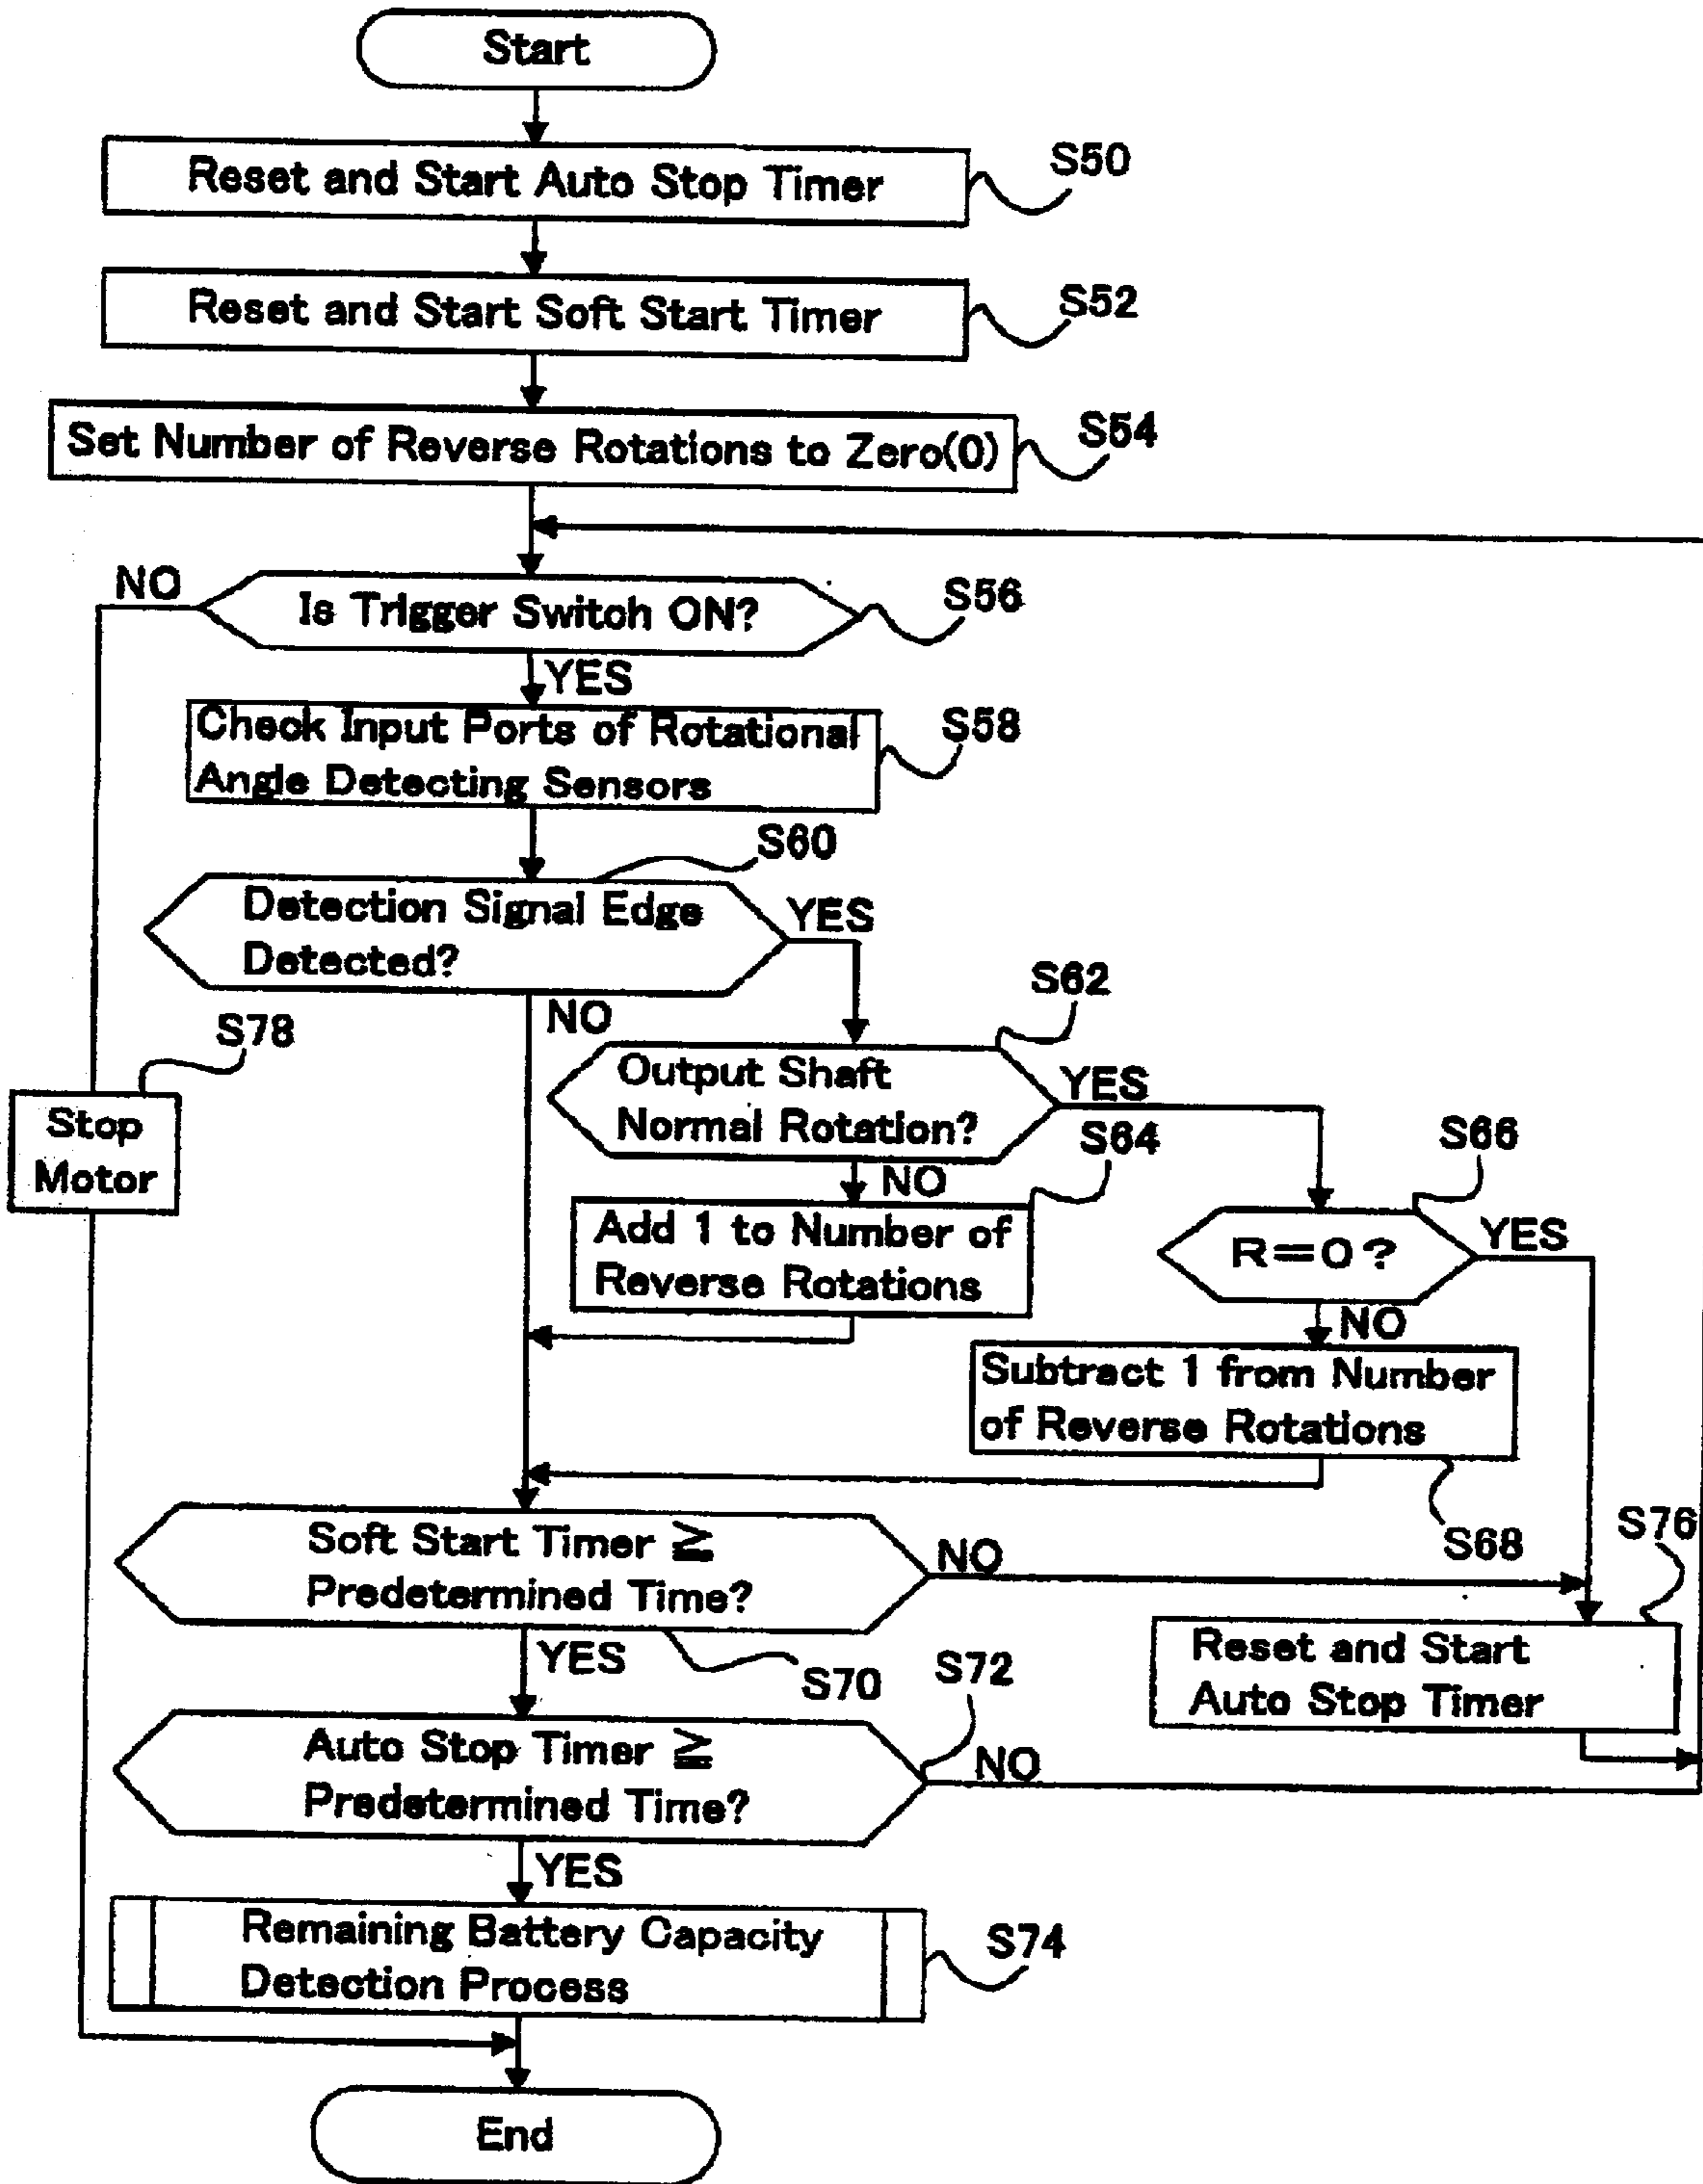 Start
Reset and Start Auto Stop Timer
S50
Reset and Start Soft Start Timer
S52
Set Number of Reverse Rotations to Zero(0)
S54
NO
Is Trigger Switch ON?
S56
YES
Check Input Ports of Rotational
Angle Detecting Sensors
S58
S60
Detection Signal Edge
Detected?
YES
NO
S62
Output Shaft
Normal Rotation?
YES
NO
S78
Stop
Motor
S64
Add 1 to Number of
Reverse Rotations
S66
R=0?
YES
NO
Subtract 1 from Number
of Reverse Rotations
S68
Soft Start Timer ≧
Predetermined Time?
NO
YES
S70
S76
Reset and Start
Auto Stop Timer
S72
Auto Stop Timer ≧
Predetermined Time?
NO
YES
Remaining Battery Capacity
Detection Process
S74
End